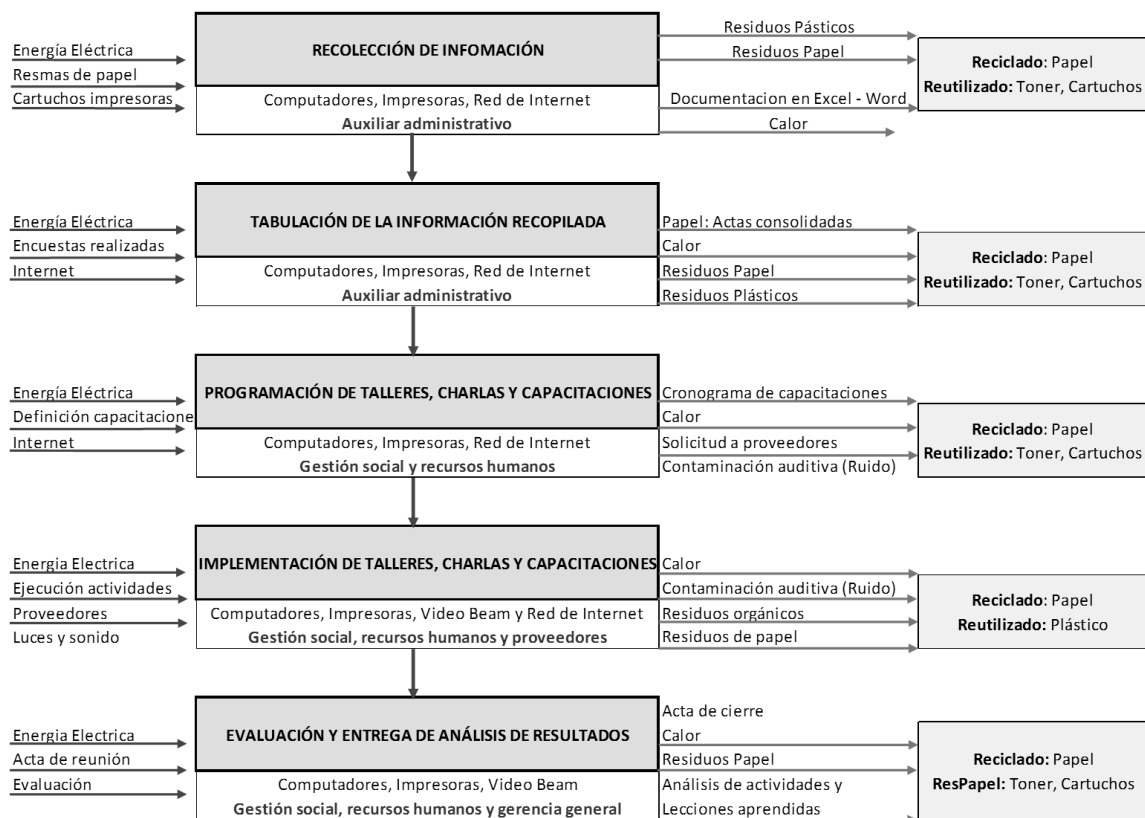 Energía Eléctrica
Resmas de papel
Cartuchos impresoras
RECOLECCIÓN DE INFOMACIÓN
Computadores, Impresoras, Red de Internet
Auxiliar administrativo
Residuos Pásticos
Residuos Papel
Documentacion en Excel - Word
Calor
Reciclado: Papel
Reutilizado: Toner, Cartuchos
Energía Eléctrica
Encuestas realizadas
Internet
TABULACIÓN DE LA INFORMACIÓN RECOPILADA
Computadores, Impresoras, Red de Internet
Auxiliar administrativo
Papel: Actas consolidadas
Calor
Residuos Papel
Residuos Plásticos
Reciclado: Papel
Reutilizado: Toner, Cartuchos
Energía Eléctrica
Definición capacitacione
Internet
PROGRAMACIÓN DE TALLERES, CHARLAS Y CAPACITACIONES
Computadores, Impresoras, Red de Internet
Gestión social y recursos humanos
Cronograma de capacitaciones
Calor
Solicitud a proveedores
Contaminación auditiva (Ruido)
Reciclado: Papel
Reutilizado: Toner, Cartuchos
Energia Electrica
Ejecución actividades
Proveedores
Luces y sonido
IMPLEMENTACIÓN DE TALLERES, CHARLAS Y CAPACITACIONES
Computadores, Impresoras, Video Beam y Red de Internet
Gestión social, recursos humanos y proveedores
Calor
Contaminación auditiva (Ruido)
Residuos orgánicos
Residuos de papel
Reciclado: Papel
Reutilizado: Plástico
Energia Electrica
Acta de reunión
Evaluación
EVALUACIÓN Y ENTREGA DE ANÁLISIS DE RESULTADOS
Computadores, Impresoras, Video Beam
Gestión social, recursos humanos y gerencia general
Acta de cierre
Calor
Residuos Papel
Análisis de actividades y
Lecciones aprendidas
Reciclado: Papel
ResPapel: Toner, Cartuchos